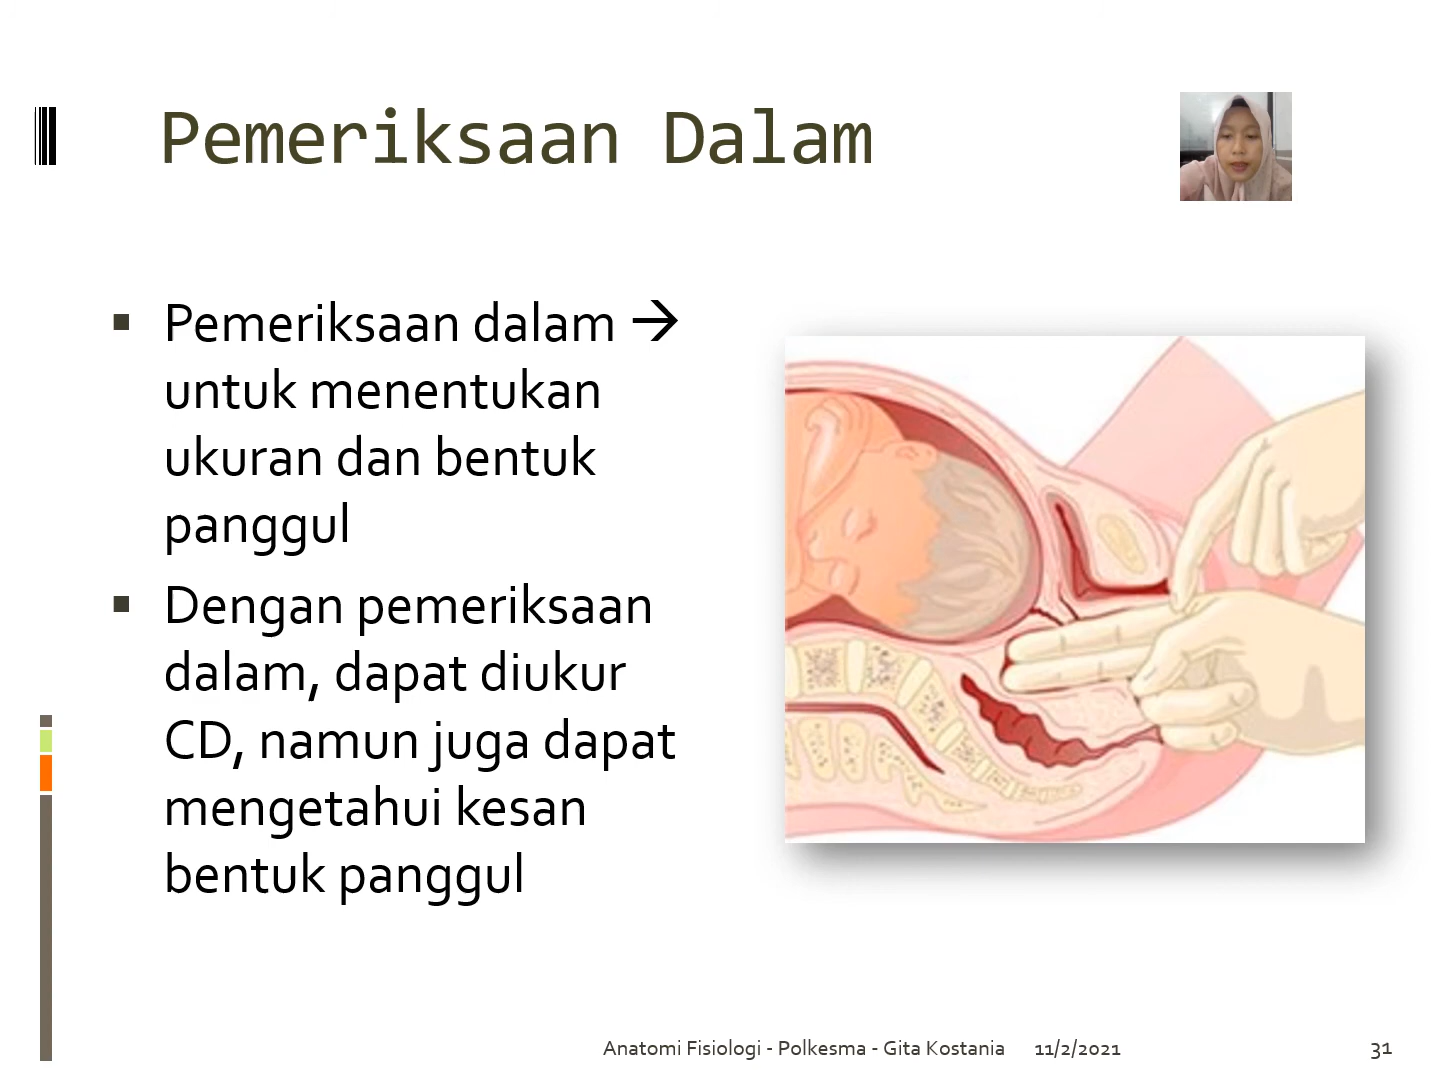 Pemeriksaan Dalam
▪ Pemeriksaan dalam →
untuk menentukan
ukuran dan bentuk
panggul
▪ Dengan pemeriksaan
dalam, dapat diukur
CD, namun juga dapat
mengetahui kesan
bentuk panggul
Anatomi Fisiologi - Polkesma - Gita Kostania 11/2/2021 31